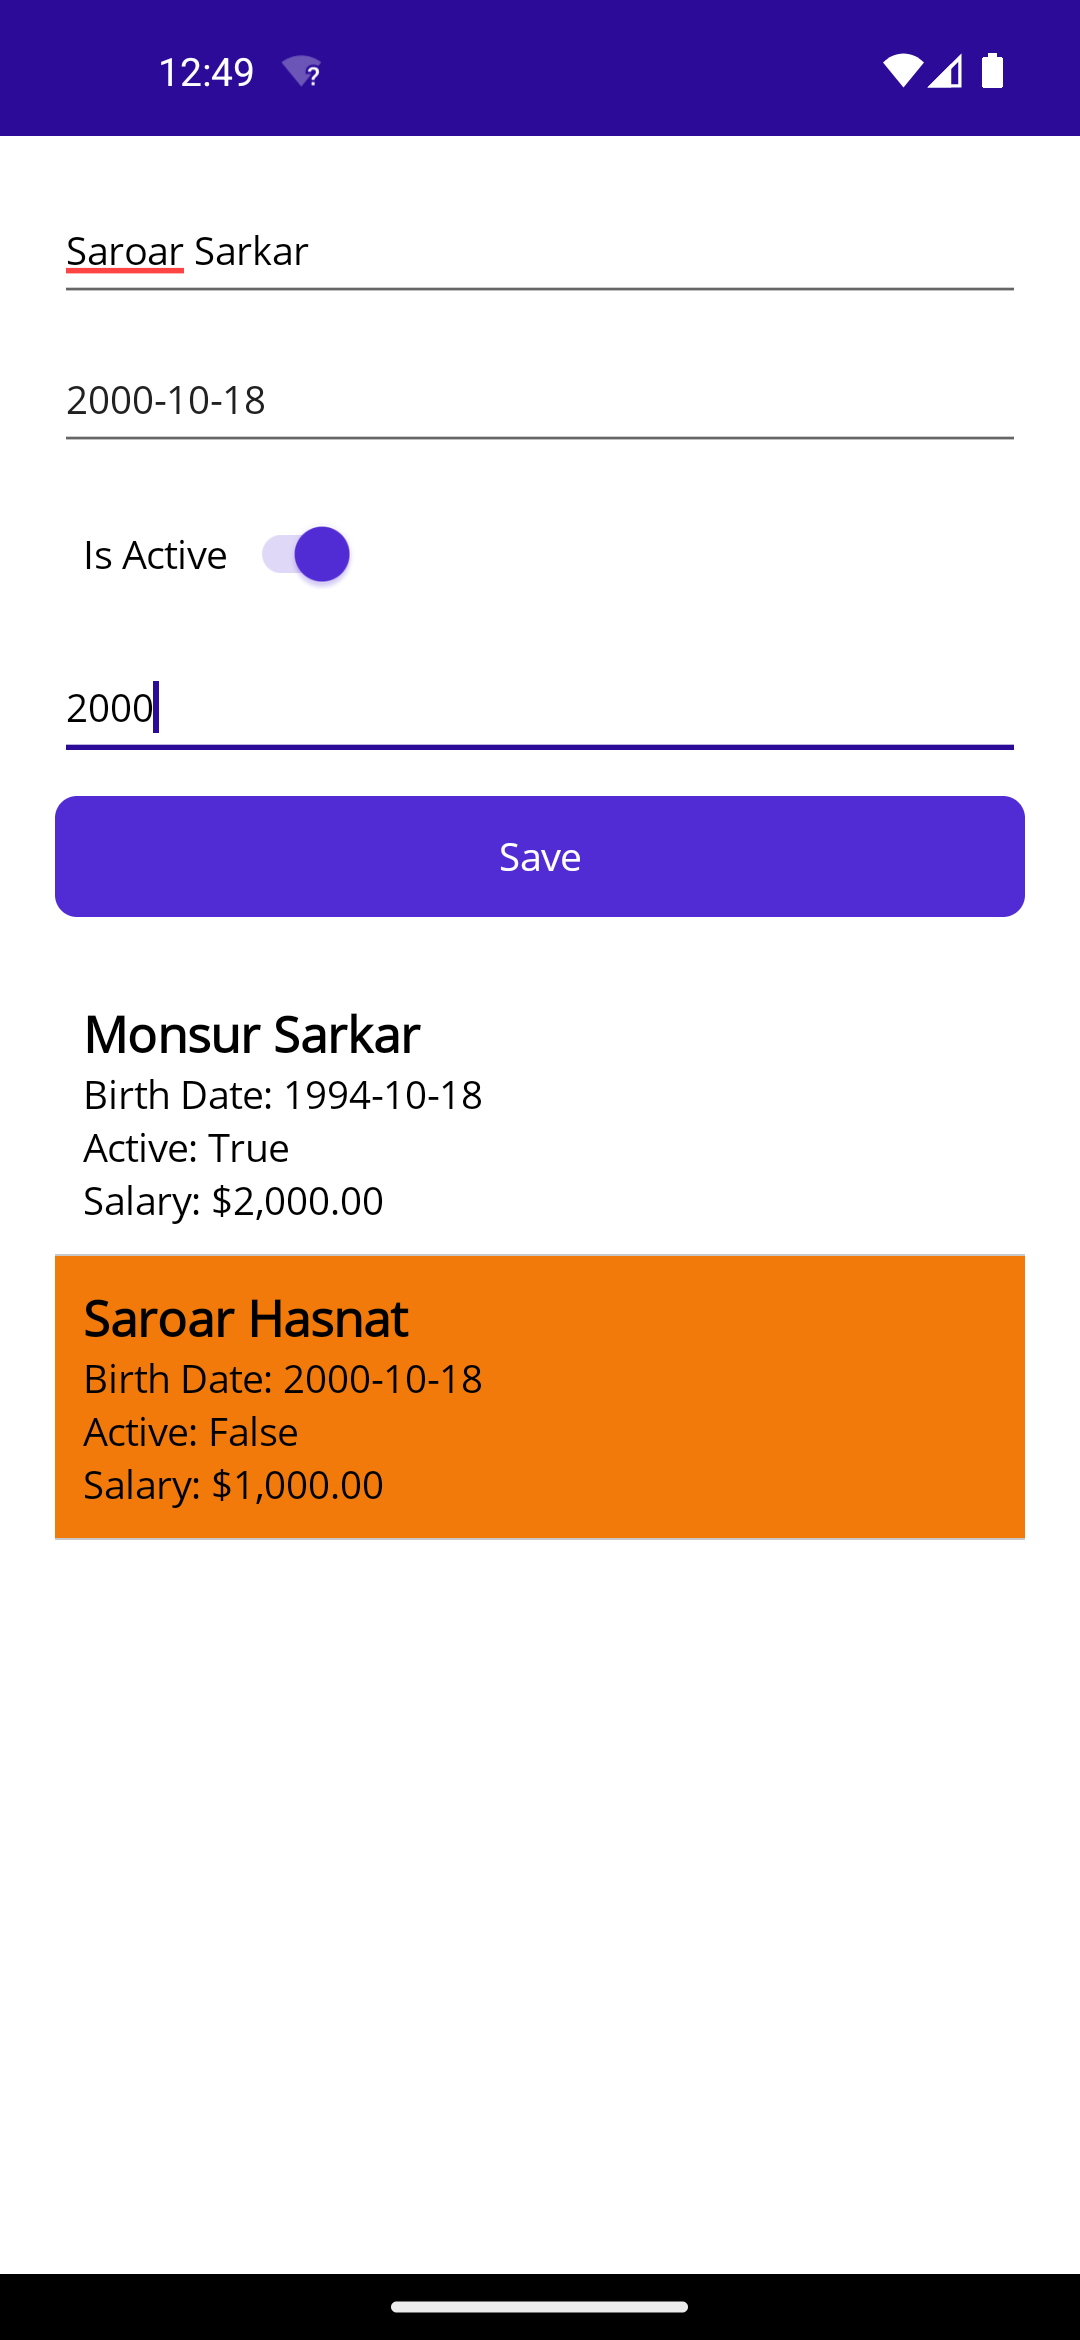 12:49
Saroar Sarkar
2000-10-18
Is Active
2000
Save
Monsur Sarkar
Birth Date: 1994-10-18
Active: True
Salary: $2,000.00
Saroar Hasnat
Birth Date: 2000-10-18
Active: False
Salary: $1,000.00